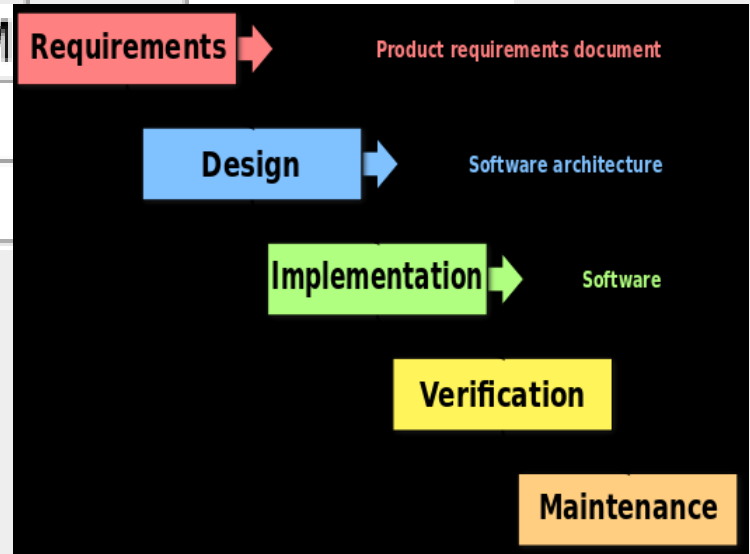 Requirements
Product requirements document
Design
Software architecture
Implementation
Software
Verification
Maintenance